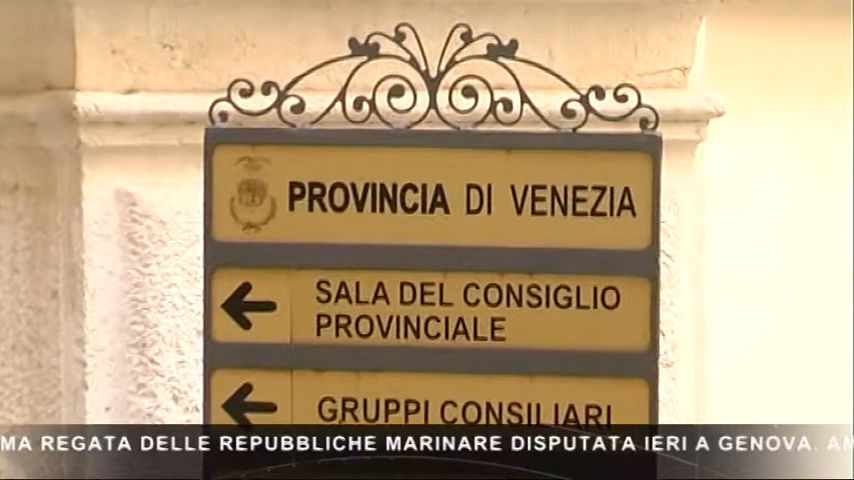 PROVINCIA DI VENEZIA
SALA DEL CONSIGLIO
PROVINCIALE
GRUPPI CONSILIARI
MA REGATA DELLE REPUBBLICHE MARINARE DISPUTATA IERI A GENOVA. AM